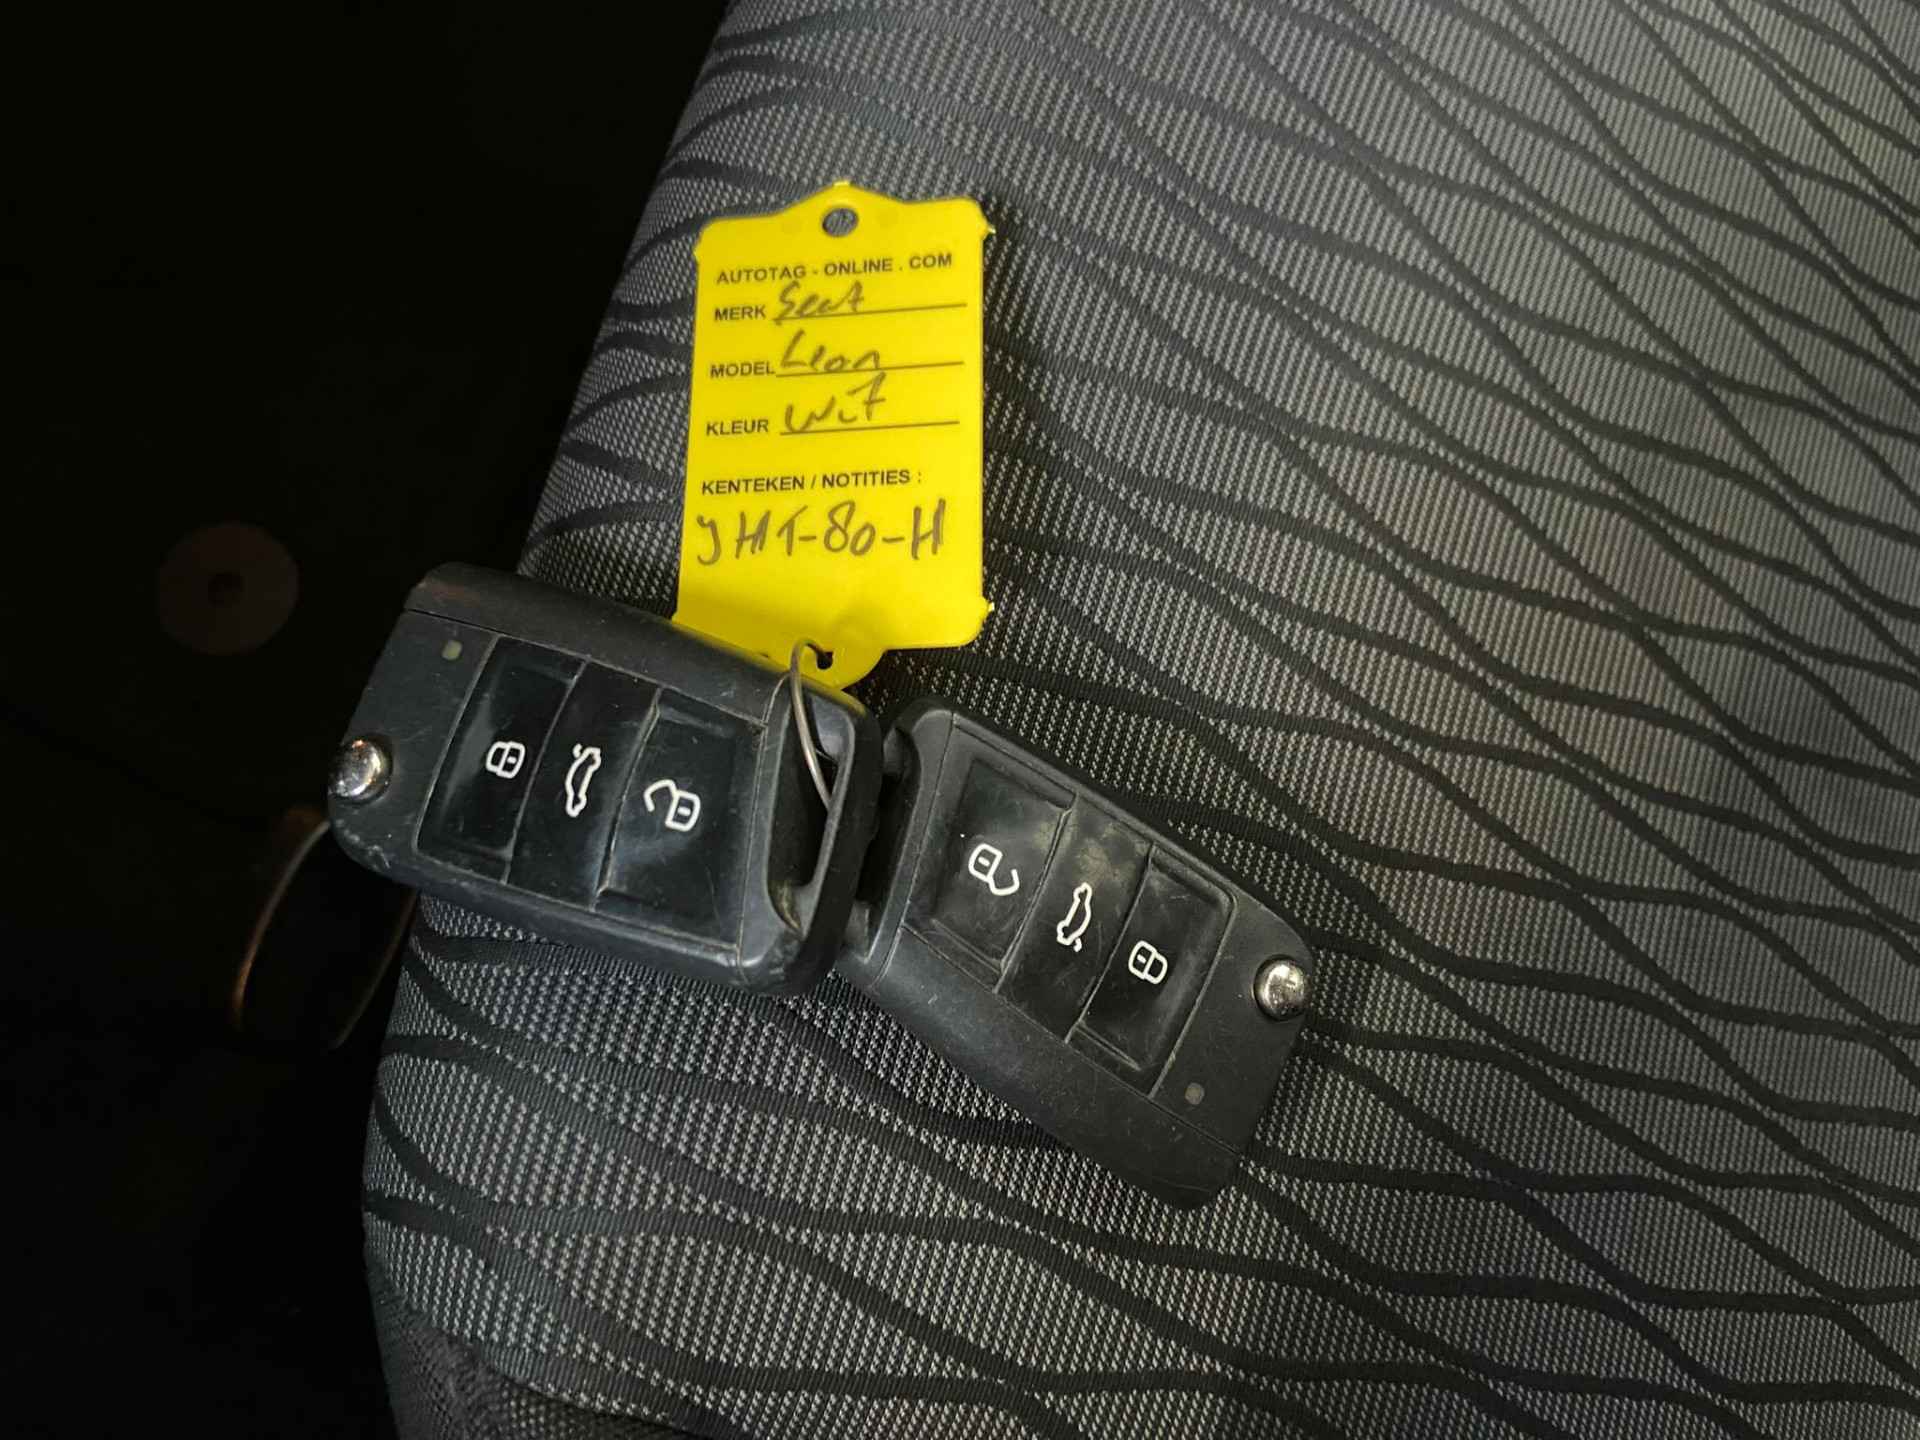 AUTOTAG - ONLINE . COM
MERK Seat
MODEL Leon
KLEUR wit
KENTEKEN / NOTITIES :
JHT-80-H